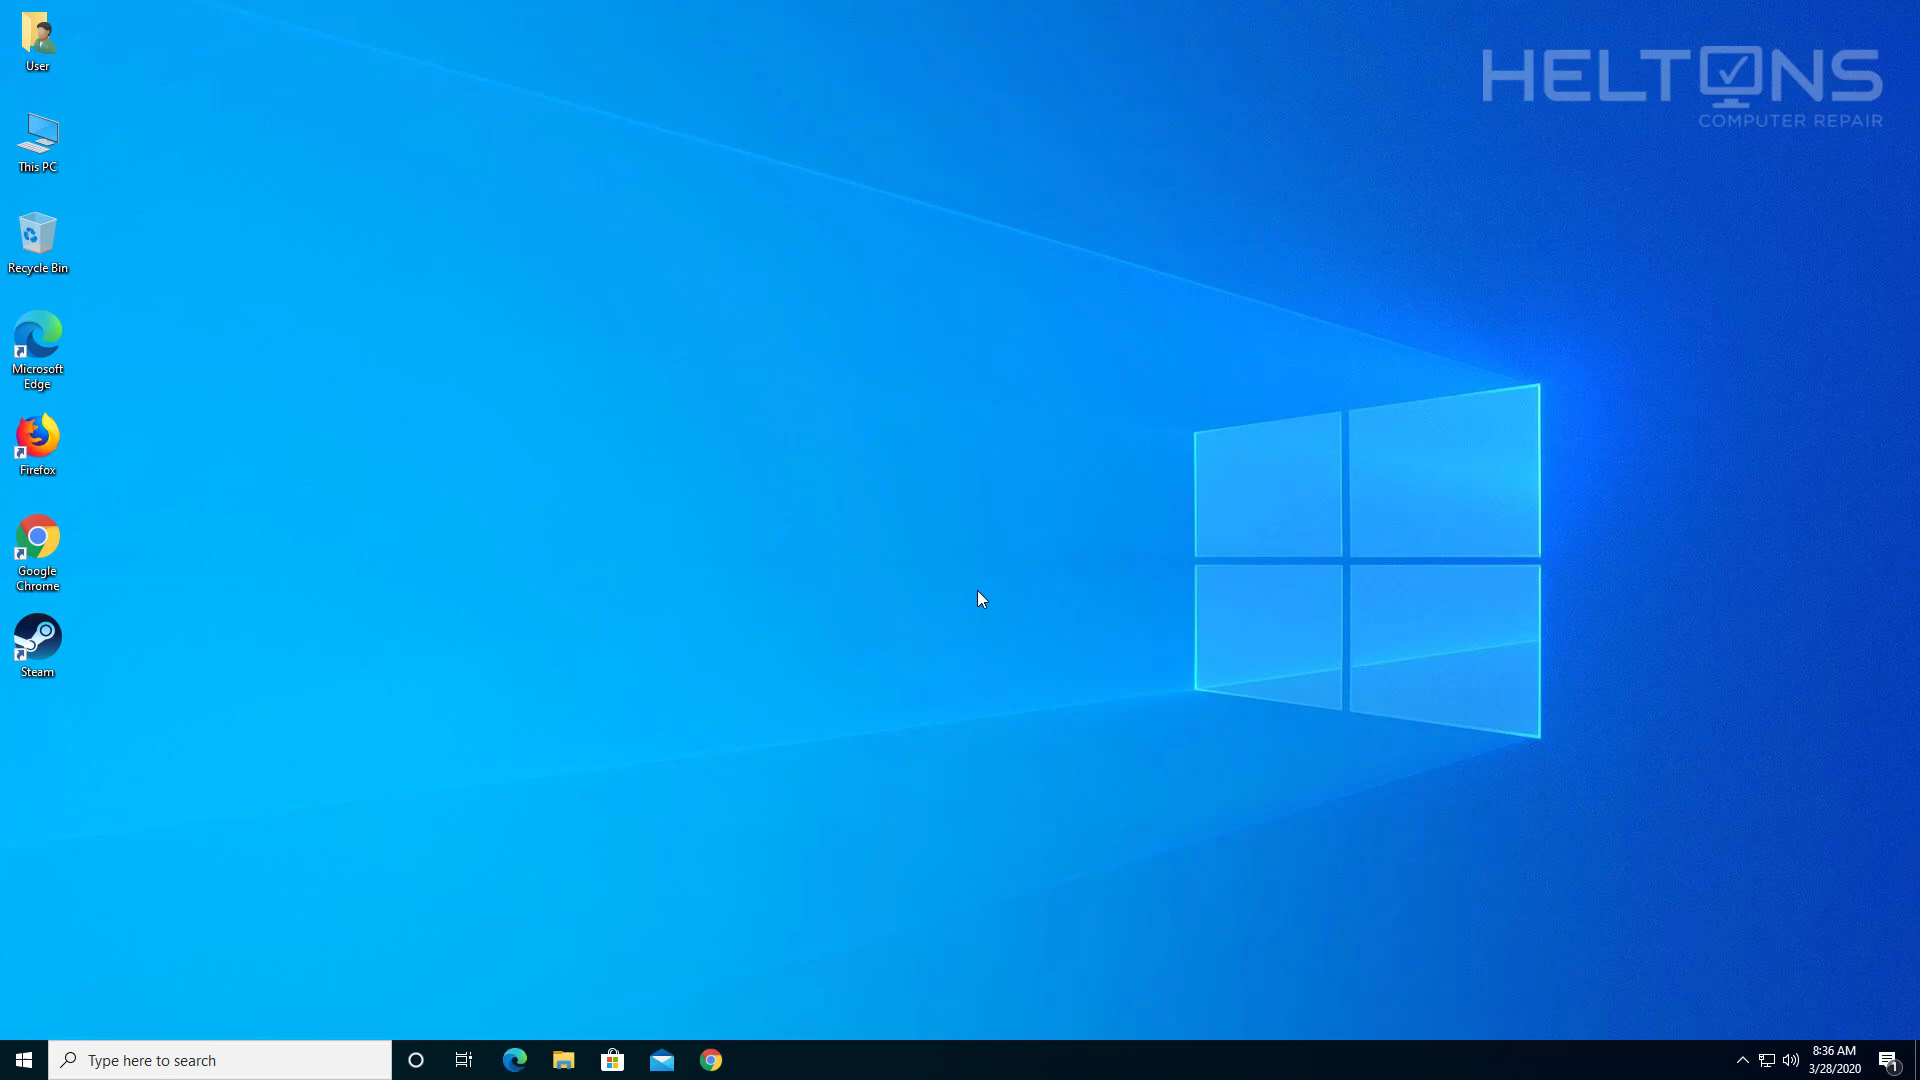 User
This PC
Recycle Bin
Microsoft
Edge
Firefox
Google
Chrome
Steam
HELTONS
COMPUTER REPAIR
Type here to search
8:36 AM
3/28/2020
1